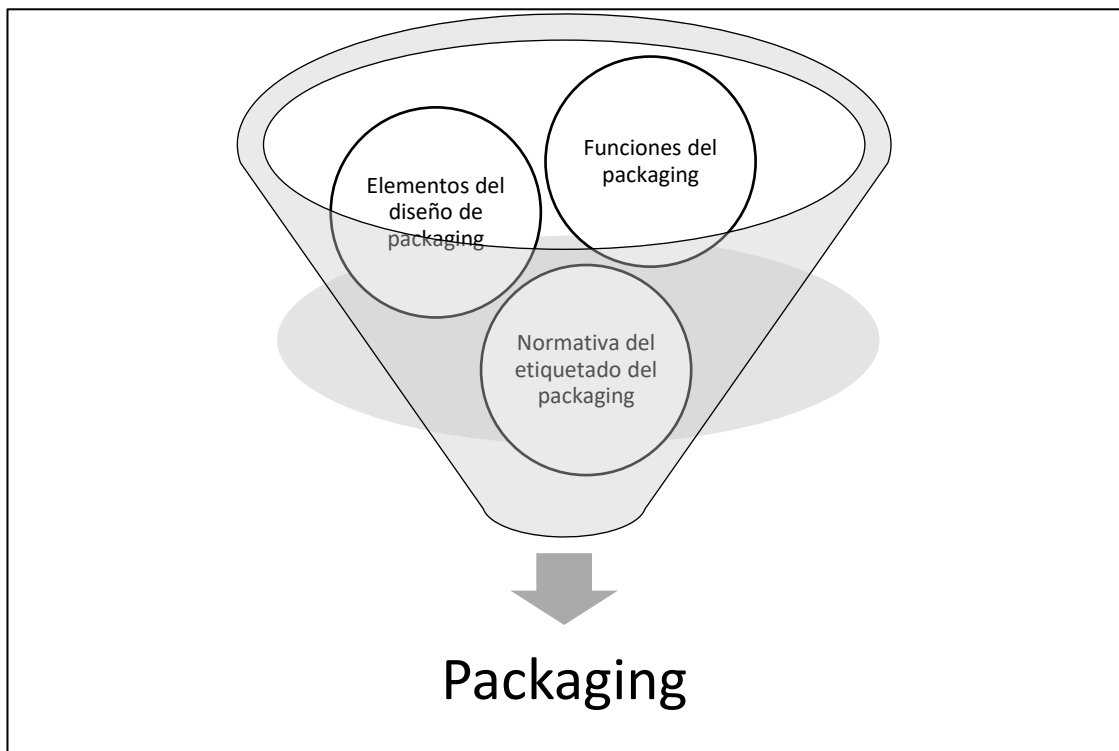 Funciones del
packaging
Elementos del
diseño de
packaging
Normativa del
etiquetado del
packaging
Packaging